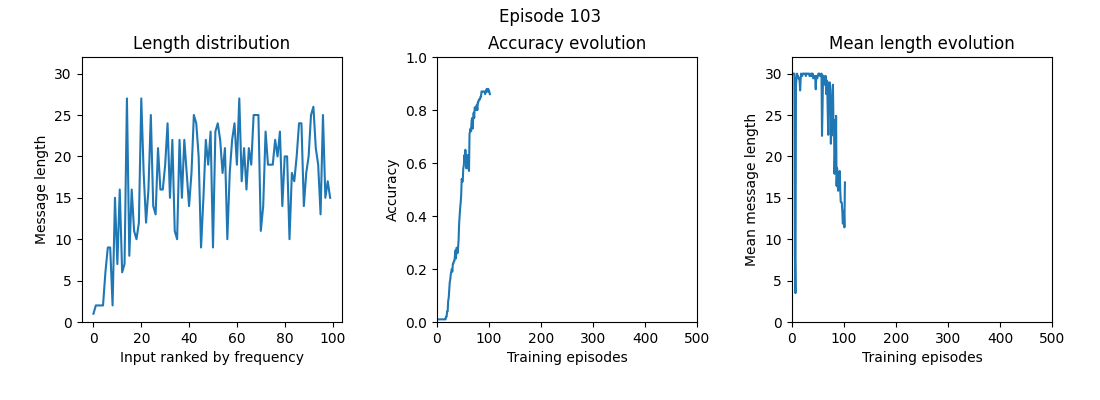 Episode 103
Length distribution
Accuracy evolution
Mean length evolution
Message length
30
25
20
15
10
5
0
0 20 40 60 80 100
Input ranked by frequency
Accuracy
1.0
0.8
0.6
0.4
0.2
0.0
0 100 200 300 400 500
Training episodes
Mean message length
30
25
20
15
10
5
0
0 100 200 300 400 500
Training episodes